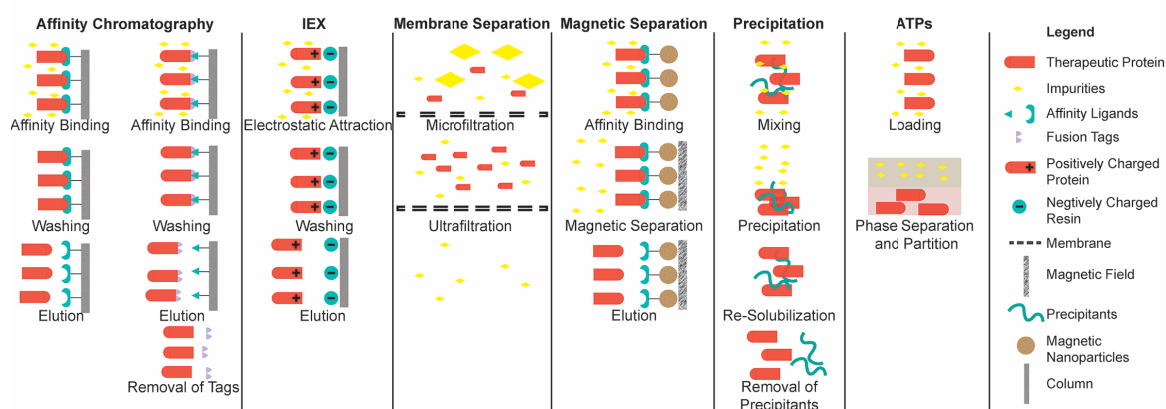 Affinity Chromatography
IEX
Membrane Separation
Magnetic Separation
Precipitation
ATPs
Legend
Therapeutic Protein
Impurities
Affinity Ligands
Fusion Tags
Positively Charged
Protein
Negtively Charged
Resin
Membrane
Magnetic Field
Precipitants
Magnetic
Nanoparticles
Column
Affinity Binding
Affinity Binding
Electrostatic Attraction
Microfiltration
Affinity Binding
Mixing
Loading
Washing
Washing
Washing
Ultrafiltration
Magnetic Separation
Precipitation
Phase Separation
and Partition
Elution
Elution
Elution
Elution
Re-Solubilization
Removal of Tags
Removal of
Precipitants